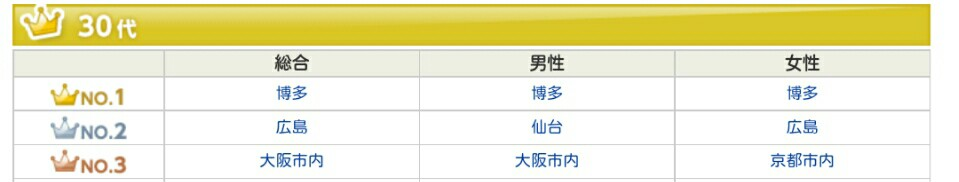 30代
総合 男性 女性
NO.1 博多 博多 博多
NO.2 広島 仙台 広島
NO.3 大阪市内 大阪市内 京都市内